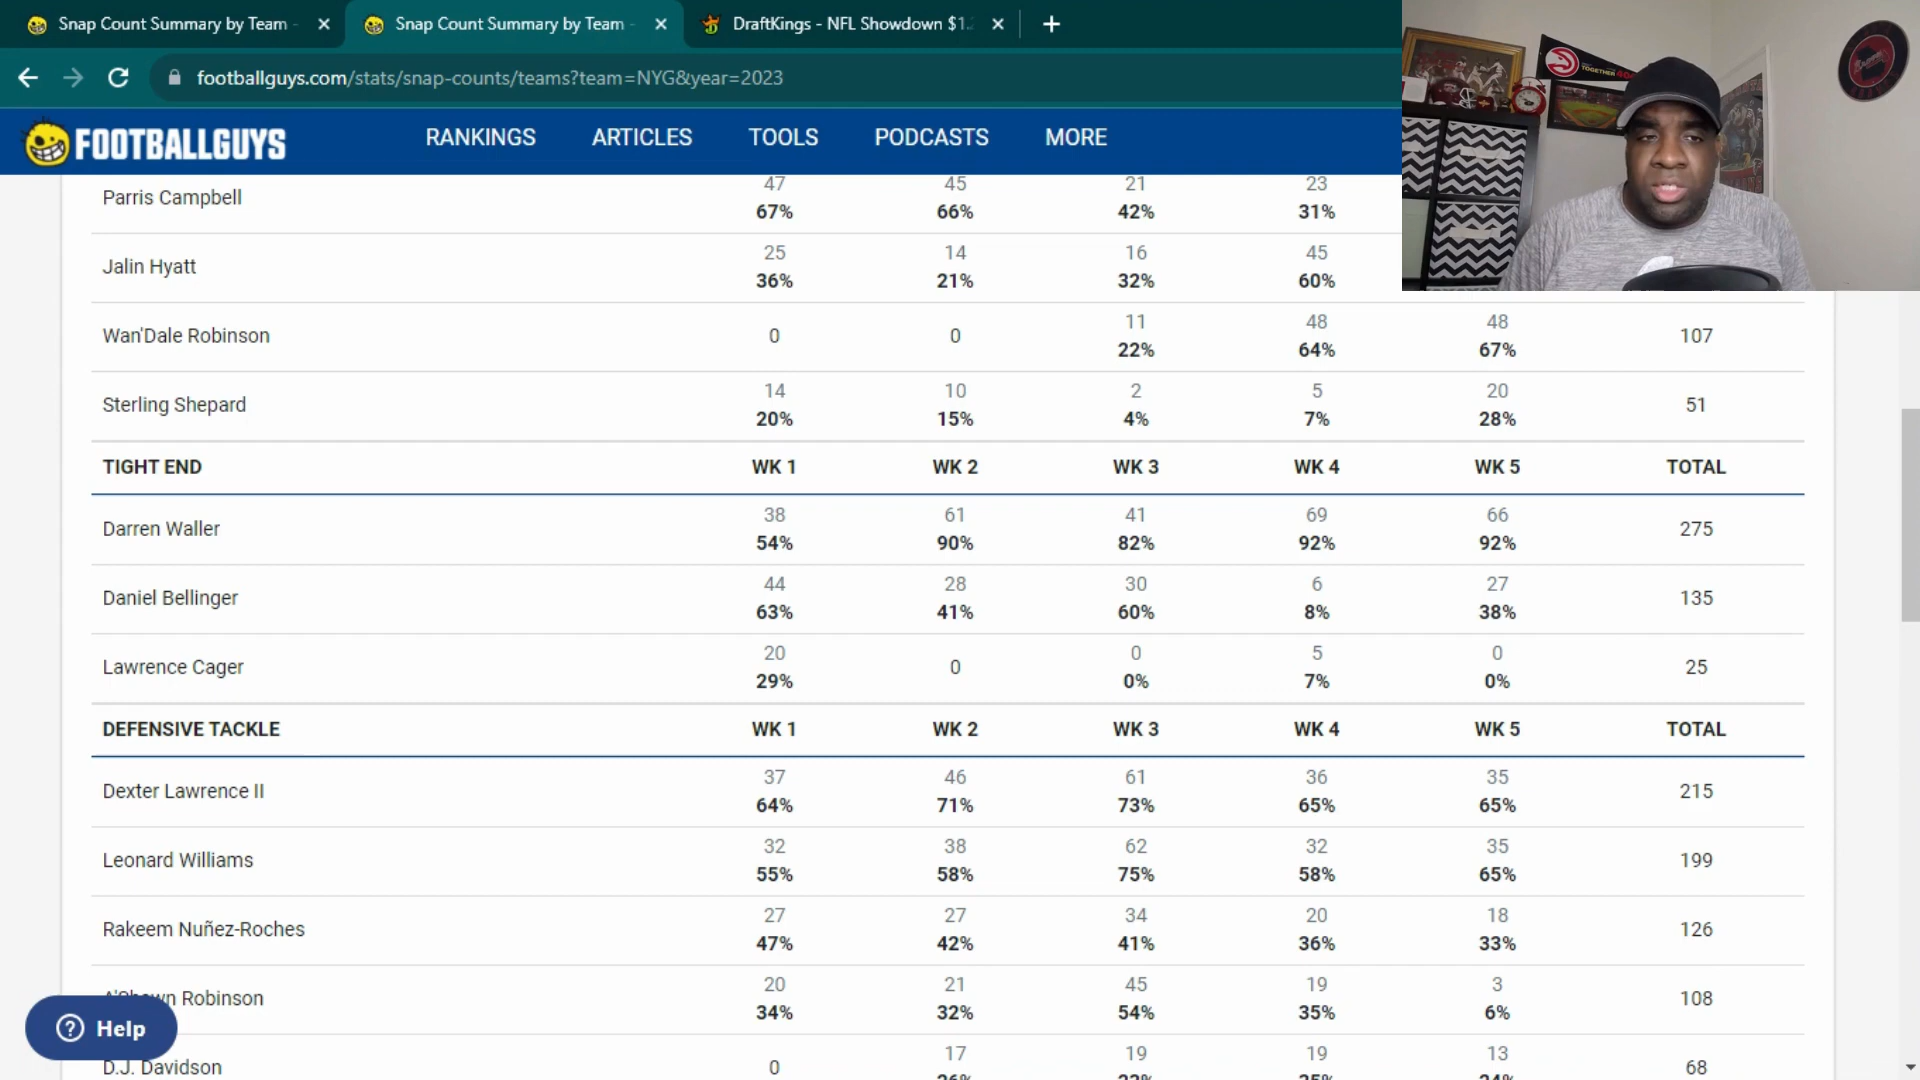 Snap Count Summary by Team -
Snap Count Summary by Team -
DraftKings - NFL Showdown $1.
footballguys.com/stats/snap-counts/teams?team=NYG&year=2023
FOOTBALLGUYS RANKINGS ARTICLES TOOLS PODCASTS MORE
Parris Campbell 47 45 21 23
67% 66% 42% 31%
Jalin Hyatt 25 14 16 45
36% 21% 32% 60%
Wan'Dale Robinson 0 0 11 48 48 107
22% 64% 67%
Sterling Shepard 14 10 2 5 20 51
20% 15% 4% 7% 28%
TIGHT END WK 1 WK 2 WK 3 WK 4 WK 5 TOTAL
Darren Waller 38 61 41 69 66 275
54% 90% 82% 92% 92%
Daniel Bellinger 44 28 30 6 27 135
63% 41% 60% 8% 38%
Lawrence Cager 20 0 0 5 0 25
29% 0% 7% 0%
DEFENSIVE TACKLE WK 1 WK 2 WK 3 WK 4 WK 5 TOTAL
Dexter Lawrence II 37 46 61 36 35 215
64% 71% 73% 65% 65%
Leonard Williams 32 38 62 32 35 199
55% 58% 75% 58% 65%
Rakeem Nuñez-Roches 27 27 34 20 18 126
47% 42% 41% 36% 33%
Robinson 20 21 45 19 3 108
34% 32% 54% 35% 6%
D.J. Davidson 0 17 19 19 13 68
Help
TOGETHER